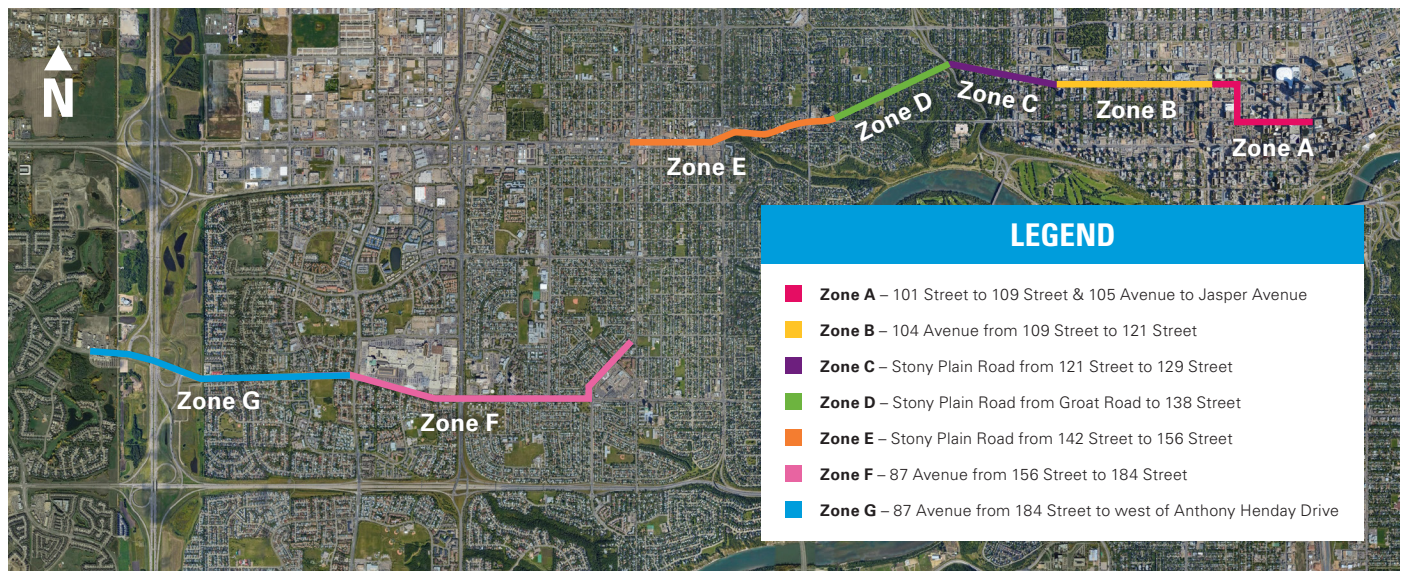 N
Zone D
Zone C
Zone B
Zone A
Zone E
Zone G
Zone F
LEGEND
Zone A – 101 Street to 109 Street & 105 Avenue to Jasper Avenue
Zone B – 104 Avenue from 109 Street to 121 Street
Zone C – Stony Plain Road from 121 Street to 129 Street
Zone D – Stony Plain Road from Groat Road to 138 Street
Zone E – Stony Plain Road from 142 Street to 156 Street
Zone F – 87 Avenue from 156 Street to 184 Street
Zone G – 87 Avenue from 184 Street to west of Anthony Henday Drive